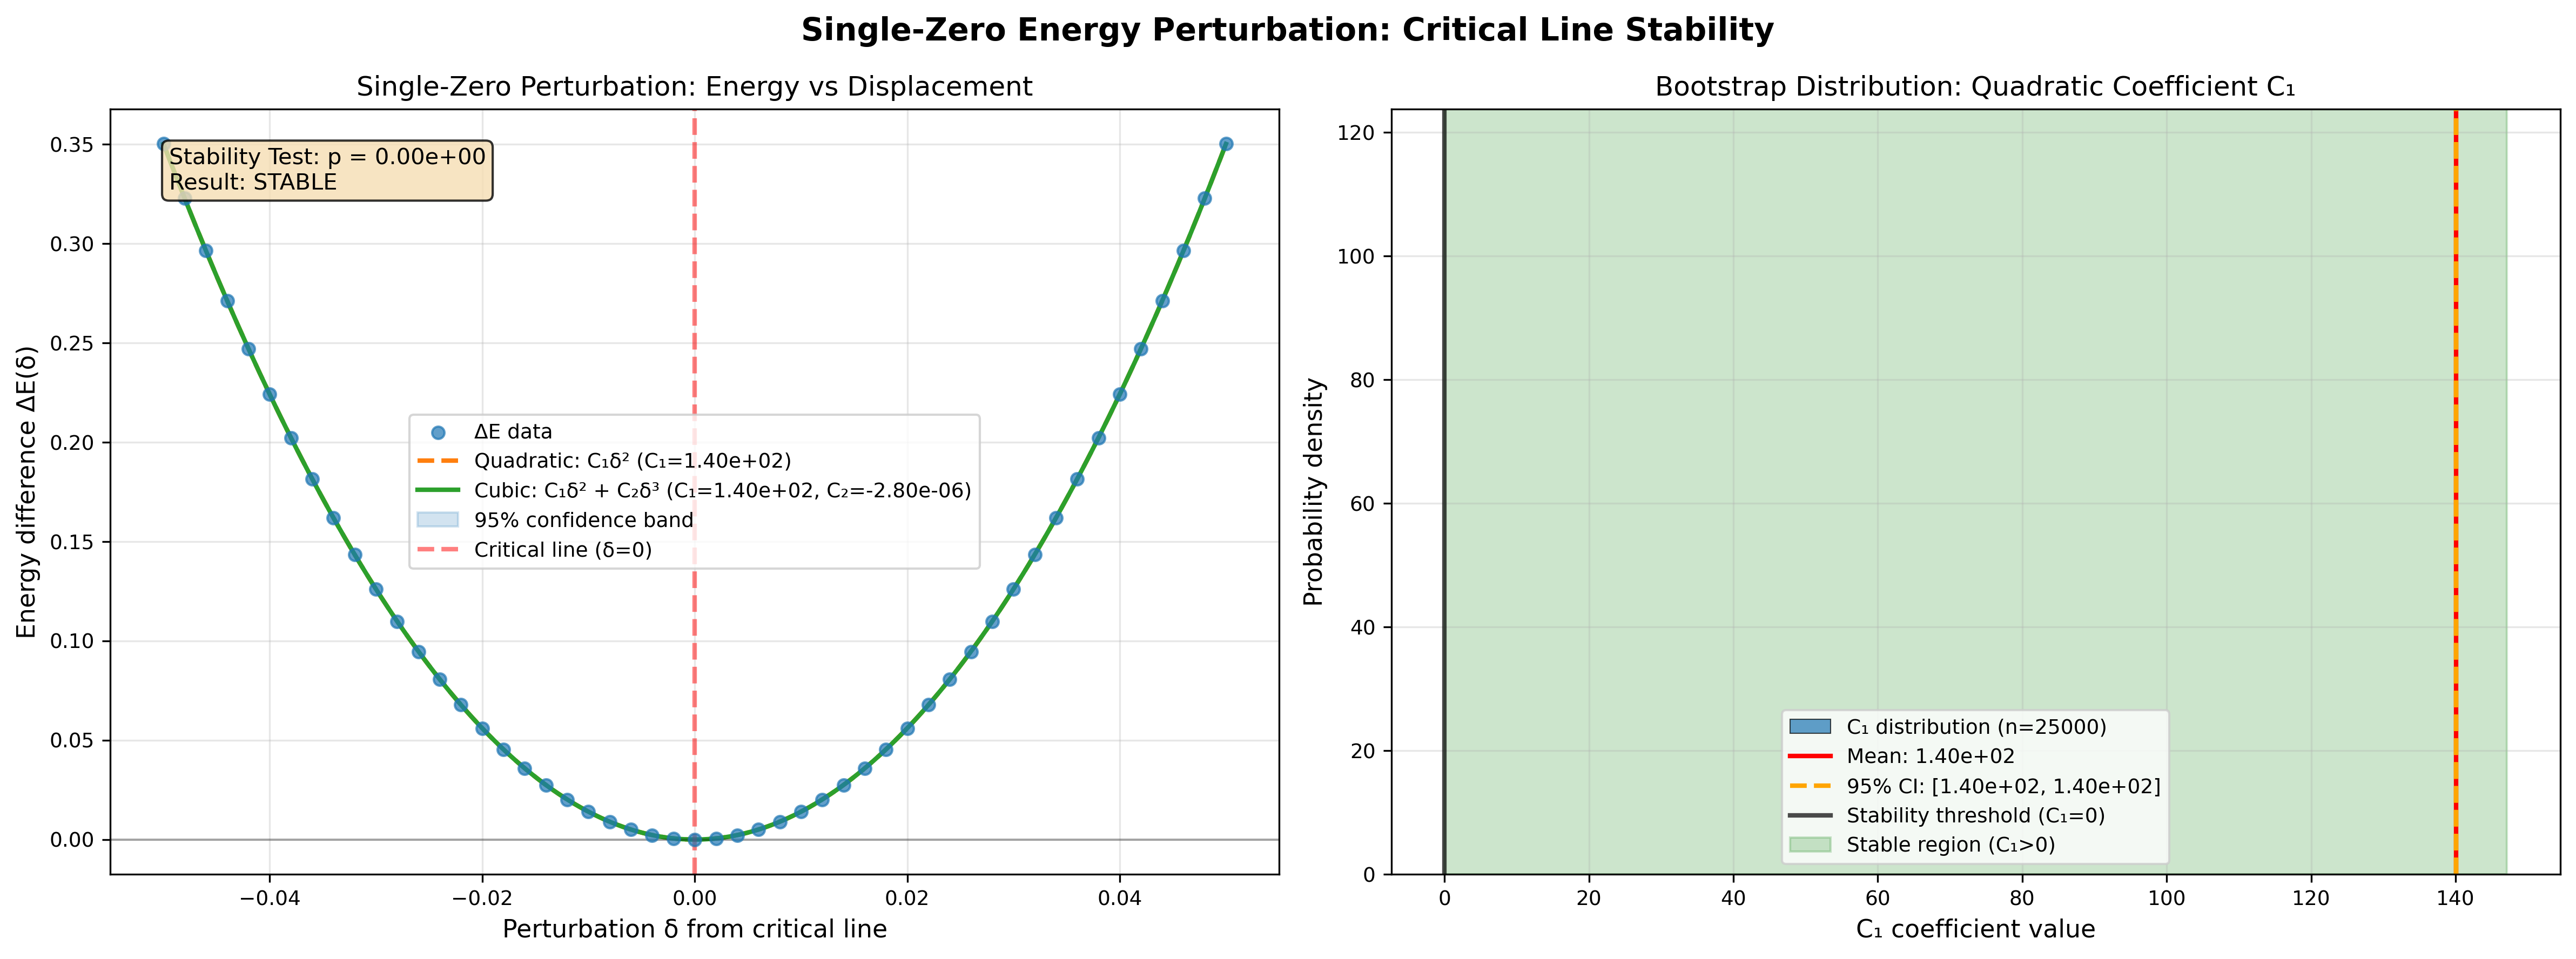 Single-Zero Energy Perturbation: Critical Line Stability
Single-Zero Perturbation: Energy vs Displacement
Energy difference ΔE(δ)
0.35
0.30
0.25
0.20
0.15
0.10
0.05
0.00
Stability Test: p = 0.00e+00
Result: STABLE
ΔE data
Quadratic: C₁δ² (C₁=1.40e+02)
Cubic: C₁δ² + C₂δ³ (C₁=1.40e+02, C₂=-2.80e-06)
95% confidence band
Critical line (δ=0)
−0.04 −0.02 0.00 0.02 0.04
Perturbation δ from critical line
Bootstrap Distribution: Quadratic Coefficient C₁
Probability density
120
100
80
60
40
20
0
C₁ distribution (n=25000)
Mean: 1.40e+02
95% CI: [1.40e+02, 1.40e+02]
Stability threshold (C₁=0)
Stable region (C₁>0)
0 20 40 60 80 100 120 140
C₁ coefficient value